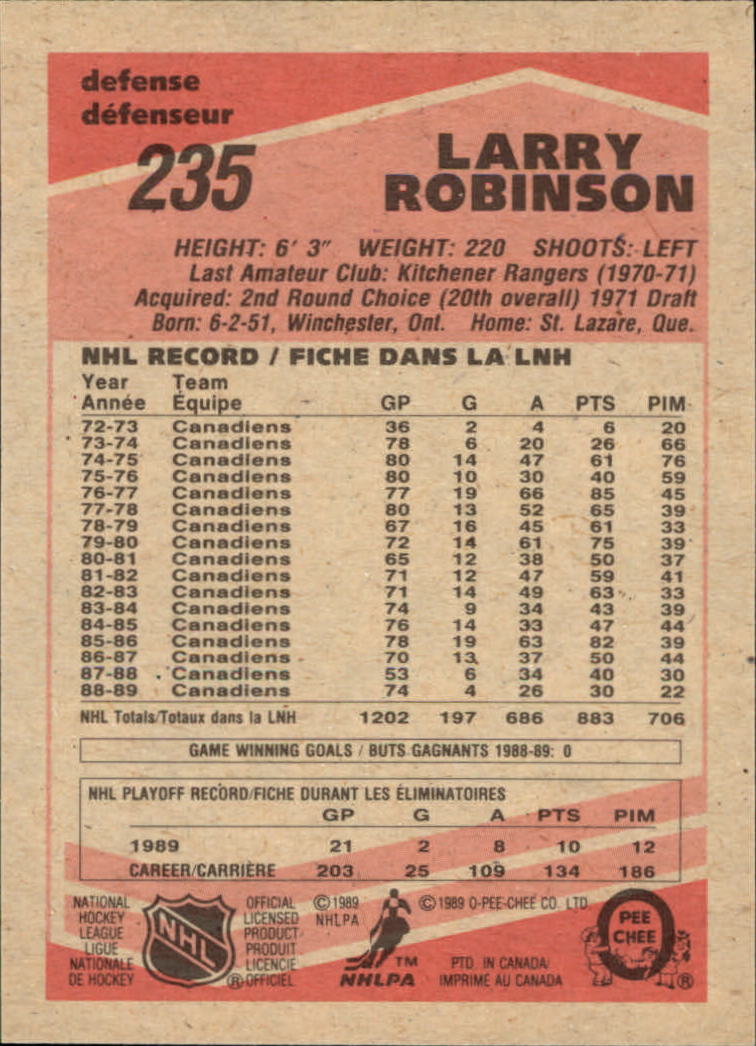 defense
défenseur
235
LARRY
ROBINSON
HEIGHT: 6' 3" WEIGHT: 220 SHOOTS: LEFT
Last Amateur Club: Kitchener Rangers (1970-71)
Acquired: 2nd Round Choice (20th overall) 1971 Draft
Born: 6-2-51, Winchester, Ont. Home: St. Lazare, Que.
NHL RECORD / FICHE DANS LA LNH
Year Team
Année Équipe GP G A PTS PIM
72-73 Canadiens 36 2 4 6 20
73-74 Canadiens 78 6 20 26 66
74-75 Canadiens 80 14 47 61 76
75-76 Canadiens 80 10 30 40 59
76-77 Canadiens 77 19 66 85 45
77-78 Canadiens 80 13 52 65 39
78-79 Canadiens 67 16 45 61 33
79-80 Canadiens 72 14 61 75 39
80-81 Canadiens 65 12 38 50 37
81-82 Canadiens 71 12 47 59 41
82-83 Canadiens 71 14 49 63 33
83-84 Canadiens 74 9 34 43 39
84-85 Canadiens 76 14 33 47 44
85-86 Canadiens 78 19 63 82 39
86-87 Canadiens 70 13 37 50 44
87-88 Canadiens 53 6 34 40 30
88-89 Canadiens 74 4 26 30 22
NHL Totals/Totaux dans la LNH 1202 197 686 883 706
GAME WINNING GOALS / BUTS GAGNANTS 1988-89: 0
NHL PLAYOFF RECORD/FICHE DURANT LES ÉLIMINATOIRES
GP G A PTS PIM
1989 21 2 8 10 12
CAREER/CARRIÈRE 203 25 109 134 186
NATIONAL
HOCKEY
LEAGUE
LIGUE
NATIONALE
DE HOCKEY
NHL
OFFICIAL
LICENSED
PRODUCT
PRODUIT
LICENCIE
® OFFICIEL
© 1989
NHLPA
TM
NHLPA
© 1989 O-PEE-CHEE CO. LTD
PTD. IN CANADA/
IMPRIME AU CANADA
PEE
CHEE
®